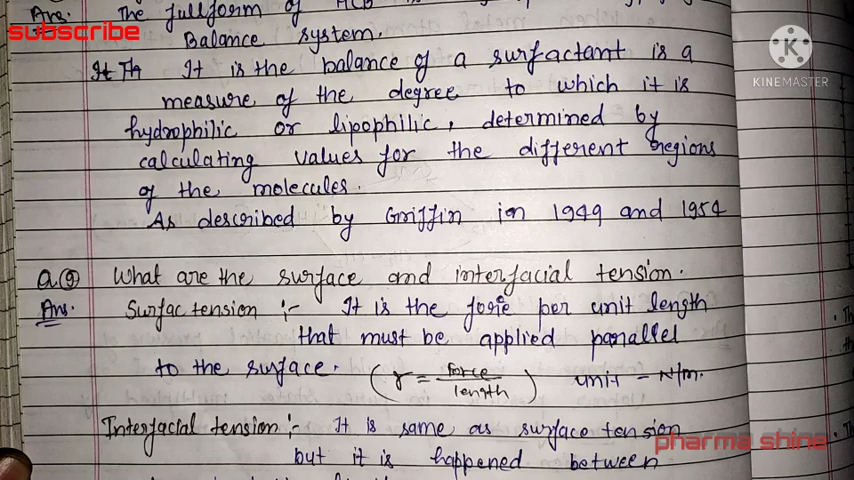 Ans. The fullform of HLB
subscribe
Balance system.
It Th It is the balance of a surfactant is a
measure of the degree to which it is
hydrophilic or lipophilic, determined by
calculating values for the different regions
of the molecules.
As described by Griffin in 1949 and 1954
KINEMASTER
What are the surface and interfacial tension.
Ans. Surfac tension :- It is the force per unit length
that must be applied parallel
to the surface. (γ = force/length) unit = N/m.
Interfacial tension :- It is same as surface tension
but it is happened between
pharma shine